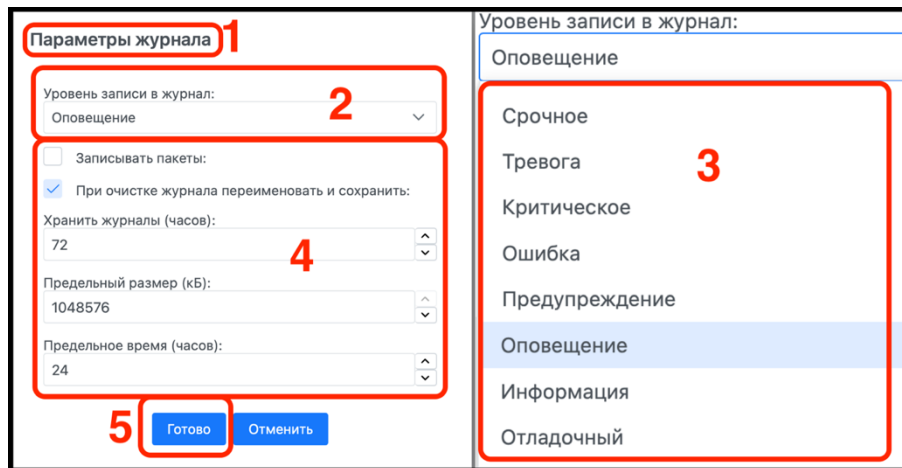 Параметры журнала 1
Уровень записи в журнал:
Оповещение
2
Записывать пакеты:
При очистке журнала переименовать и сохранить:
Хранить журналы (часов):
72
4
Предельный размер (кБ):
1048576
Предельное время (часов):
24
5
Готово Отменить
Уровень записи в журнал:
Оповещение
Срочное
Тревога
3
Критическое
Ошибка
Предупреждение
Оповещение
Информация
Отладочный